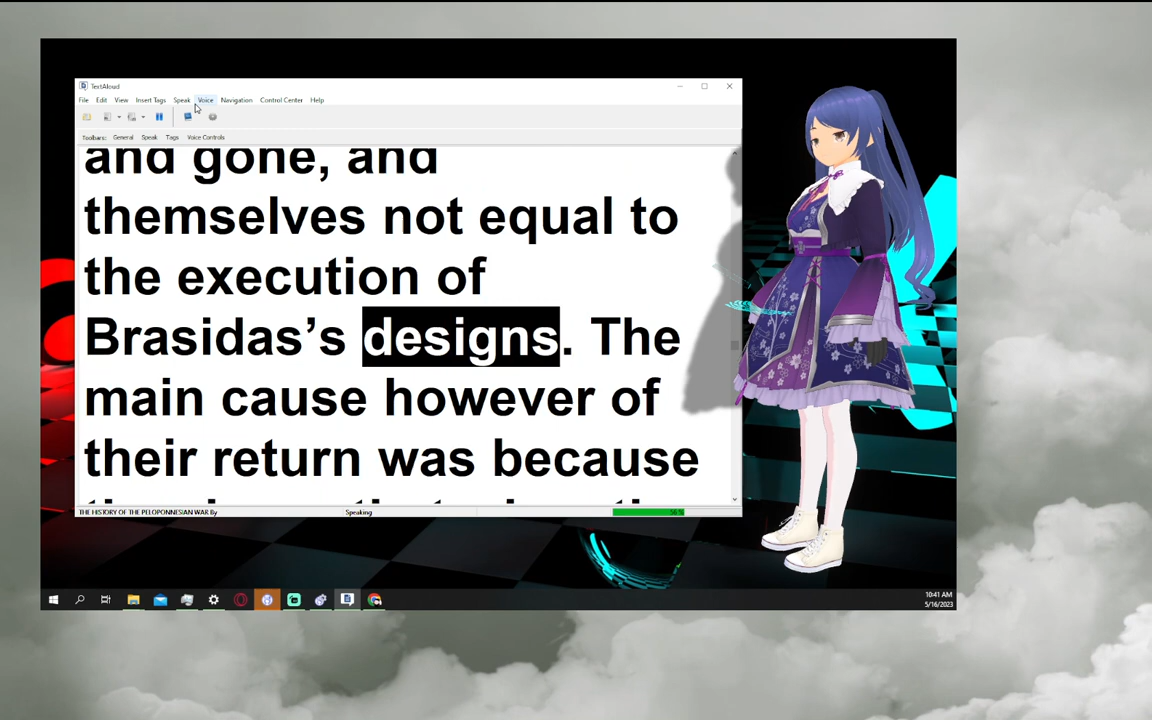 TextAloud
File Edit View Insert Tags Speak Voice Navigation Control Center Help
Toolbars: General Speak Tags Voice Controls
and gone, and
themselves not equal to
the execution of
Brasidas’s designs. The
main cause however of
their return was because
THE HISTORY OF THE PELOPONNESIAN WAR By Speaking 56 %
10:41 AM
5/16/2023